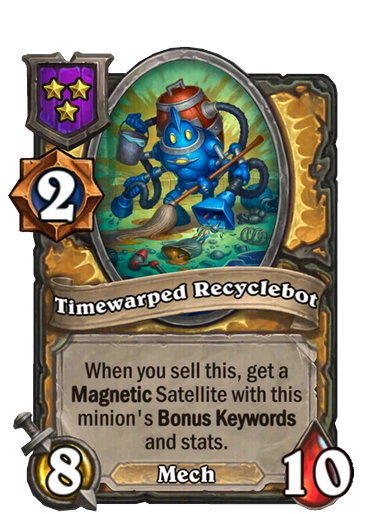 2
Timewarped Recyclebot
When you sell this, get a
Magnetic Satellite with this
minion's Bonus Keywords
and stats.
8
Mech
10